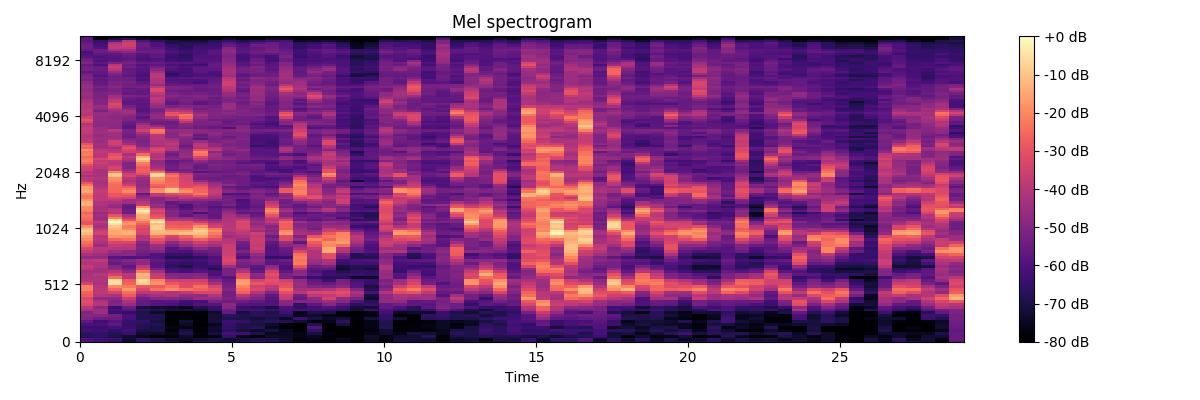 Mel spectrogram
8192
4096
2048
1024
512
0
Hz
0 5 10 15 20 25
Time
+0 dB
-10 dB
-20 dB
-30 dB
-40 dB
-50 dB
-60 dB
-70 dB
-80 dB